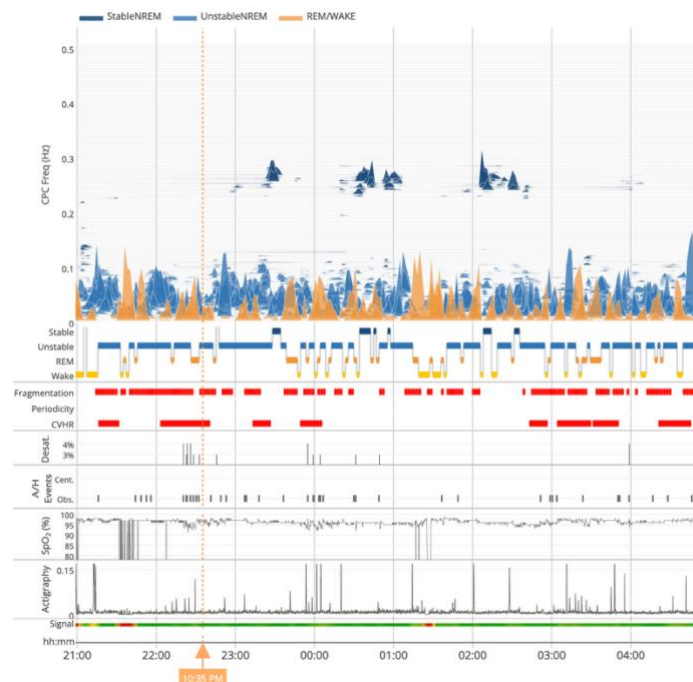 StableNREM UnstableNREM REM/WAKE
0.5
0.4
0.3
0.2
0.1
0
CPC Freq (Hz)
Stable
Unstable
REM
Wake
Fragmentation
Periodicity
CVHR
Desat.
4%
3%
A/H
Events
Cent.
Obs.
SpO₂ (%)
100
95
90
85
80
Actigraphy
0.15
0
Signal
hh:mm
21:00 22:00 23:00 00:00 01:00 02:00 03:00 04:00
10:35 PM